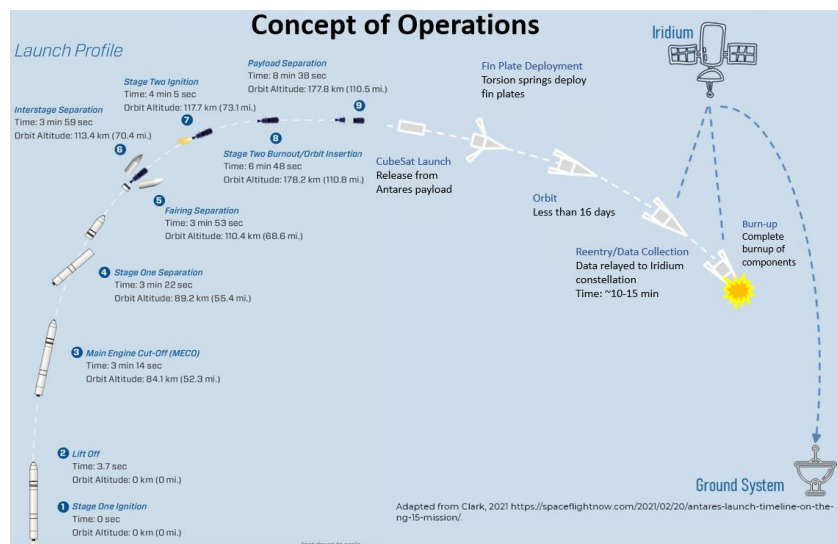 Concept of Operations
Launch Profile
Iridium
Payload Separation
Time: 8 min 38 sec
Orbit Altitude: 177.8 km (110.5 mi.)
Stage Two Ignition
Time: 4 min 5 sec
Orbit Altitude: 117.7 km (73.1 mi.)
Interstage Separation
Time: 3 min 59 sec
Orbit Altitude: 113.4 km (70.4 mi.)
Fin Plate Deployment
Torsion springs deploy
fin plates
7
9
8
6
Stage Two Burnout/Orbit Insertion
Time: 6 min 48 sec
Orbit Altitude: 178.2 km (110.8 mi.)
CubeSat Launch
Release from
Antares payload
Orbit
Less than 16 days
5
Fairing Separation
Time: 3 min 53 sec
Orbit Altitude: 110.4 km (68.6 mi.)
Reentry/Data Collection
Data relayed to Iridium
constellation
Time: ~10-15 min
Burn-up
Complete
burnup of
components
4 Stage One Separation
Time: 3 min 22 sec
Orbit Altitude: 89.2 km (55.4 mi.)
3 Main Engine Cut-Off (MECO)
Time: 3 min 14 sec
Orbit Altitude: 84.1 km (52.3 mi.)
2 Lift Off
Time: 3.7 sec
Orbit Altitude: 0 km (0 mi.)
1 Stage One Ignition
Time: 0 sec
Orbit Altitude: 0 km (0 mi.)
Ground System
Adapted from Clark, 2021 https://spaceflightnow.com/2021/02/20/antares-launch-timeline-on-the-
ng-15-mission/.